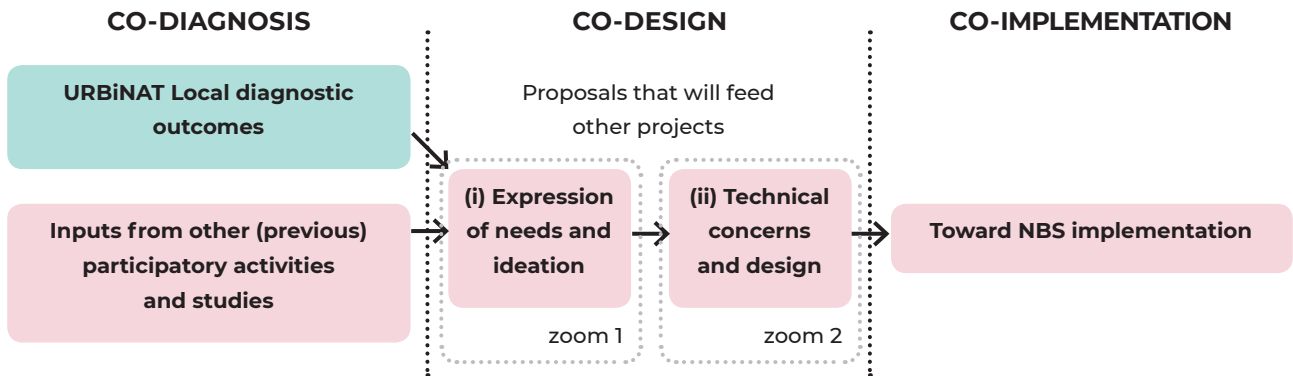 CO-DIAGNOSIS
CO-DESIGN
CO-IMPLEMENTATION
URBiNAT Local diagnostic
outcomes
Inputs from other (previous)
participatory activities
and studies
Proposals that will feed
other projects
(i) Expression
of needs and
ideation
zoom 1
(ii) Technical
concerns
and design
zoom 2
Toward NBS implementation